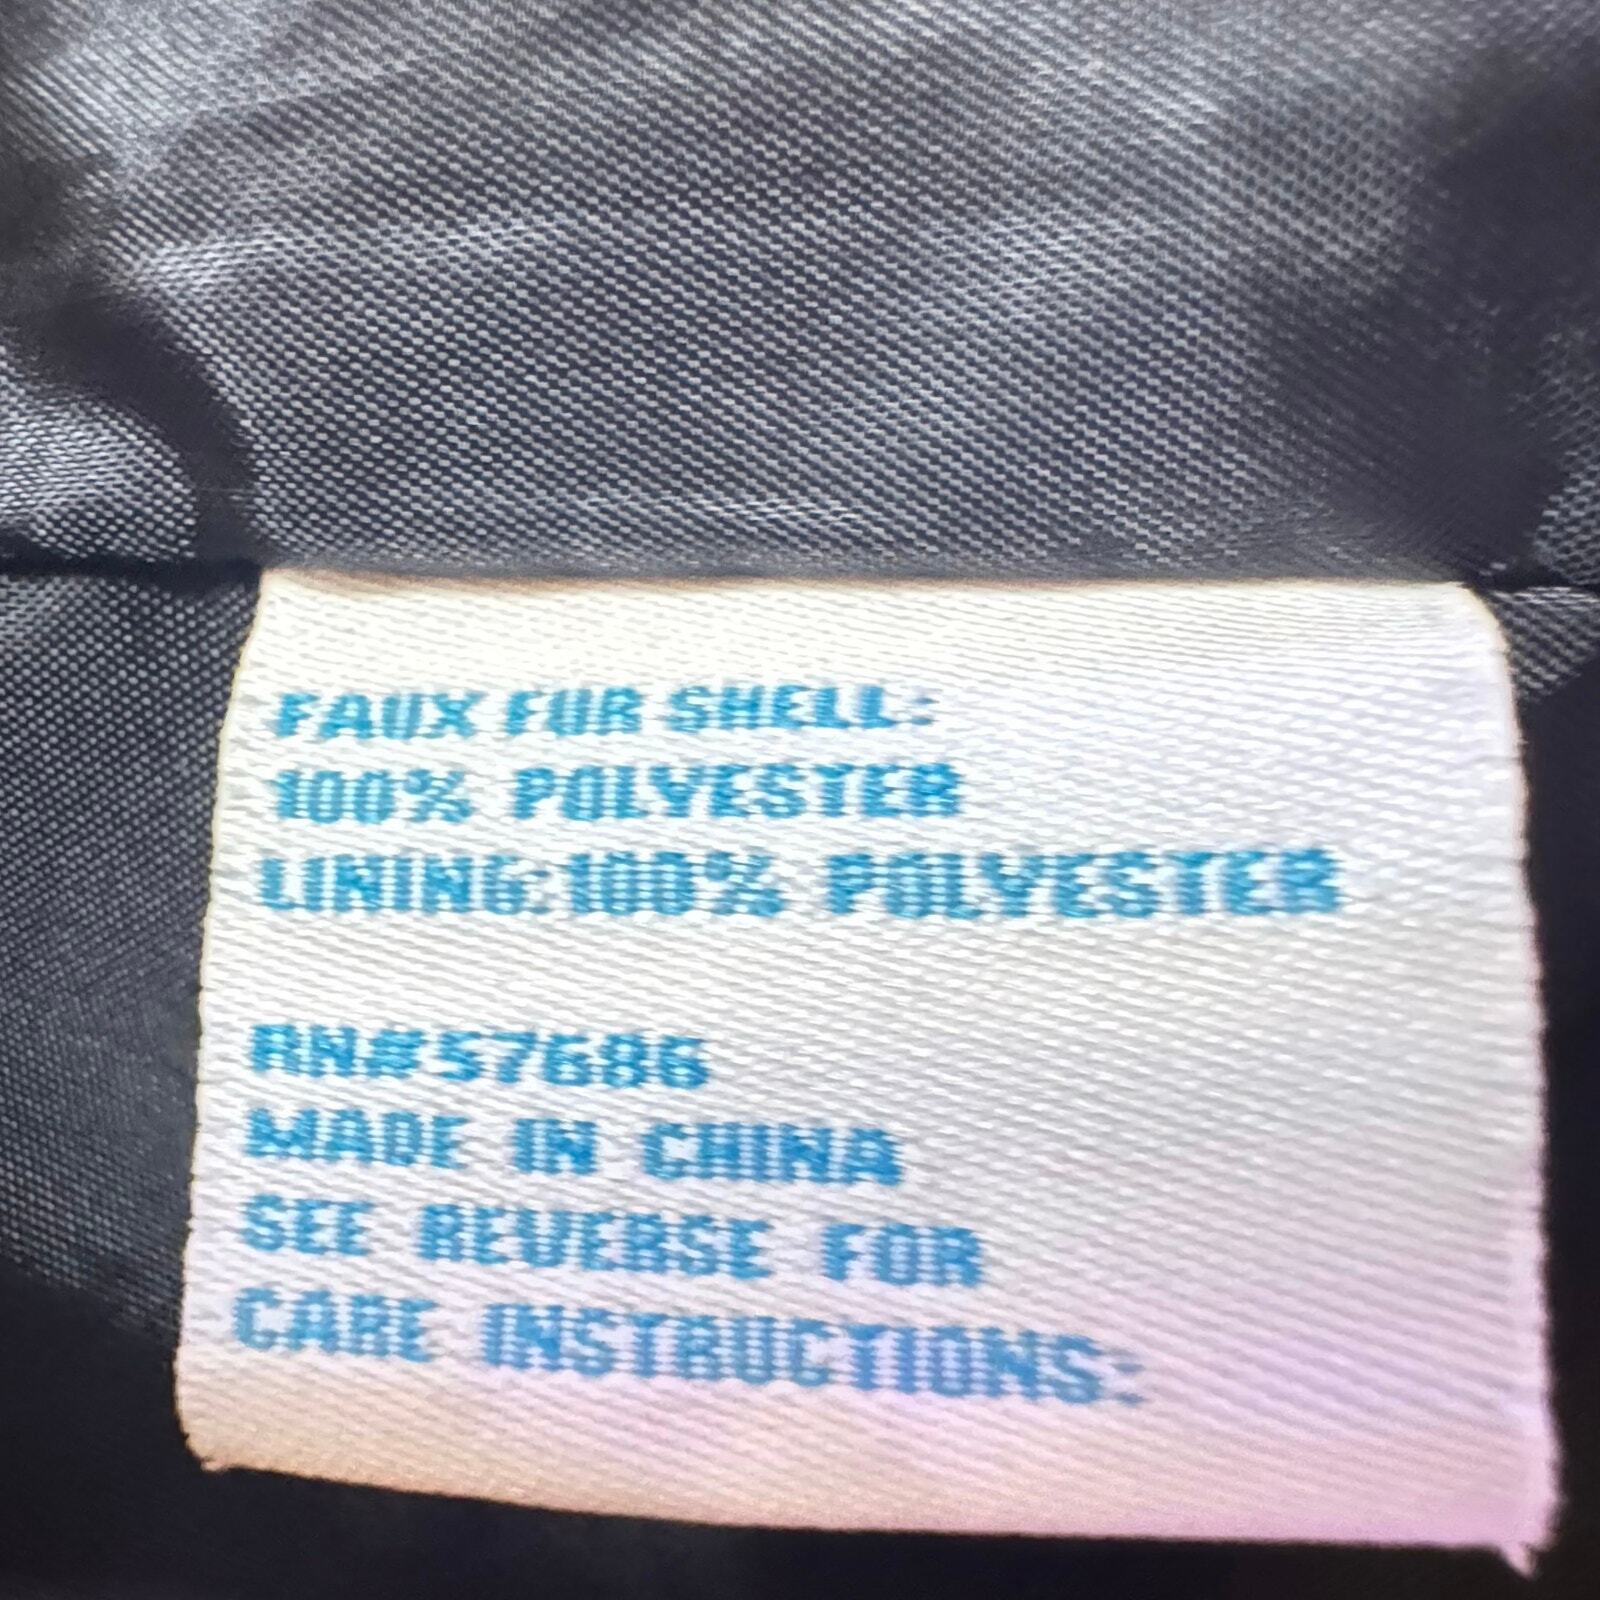 FAUX FUR SHELL:
100% POLYESTER
LINING:100% POLYESTER
RN#57686
MADE IN CHINA
SEE REVERSE FOR
CARE INSTRUCTIONS: